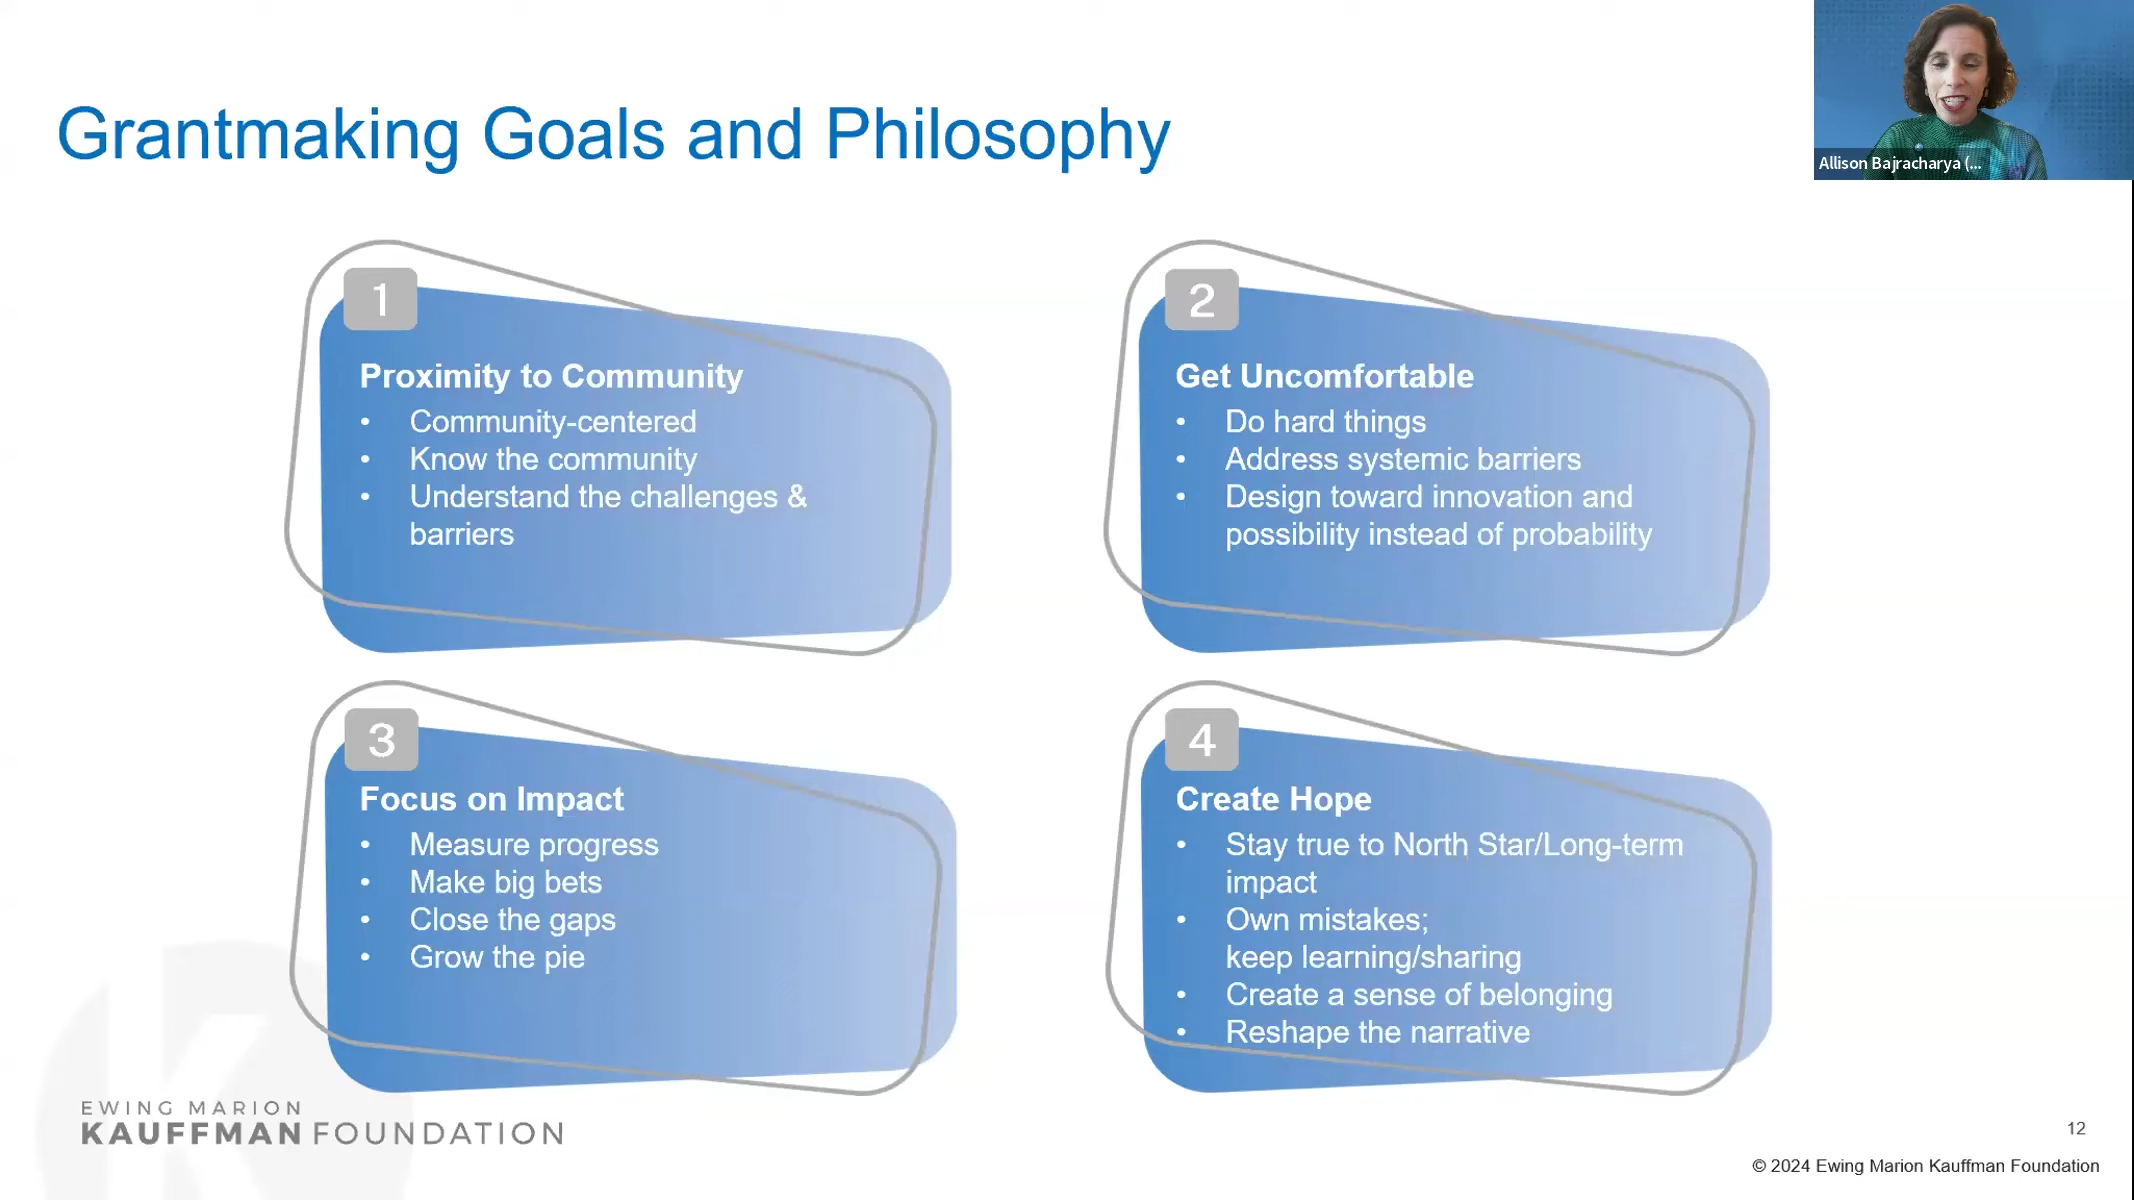 Grantmaking Goals and Philosophy
Allison Bajracharya (...
1
Proximity to Community
• Community-centered
• Know the community
• Understand the challenges &
barriers
2
Get Uncomfortable
• Do hard things
• Address systemic barriers
• Design toward innovation and
possibility instead of probability
3
Focus on Impact
• Measure progress
• Make big bets
• Close the gaps
• Grow the pie
4
Create Hope
• Stay true to North Star/Long-term
impact
• Own mistakes;
keep learning/sharing
• Create a sense of belonging
• Reshape the narrative
EWING MARION
KAUFFMAN FOUNDATION
12
© 2024 Ewing Marion Kauffman Foundation